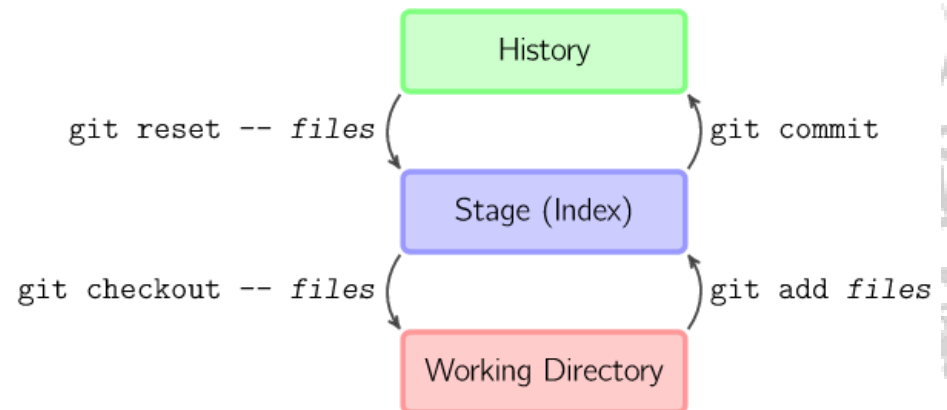 History
git reset -- files
git commit
Stage (Index)
git checkout -- files
git add files
Working Directory